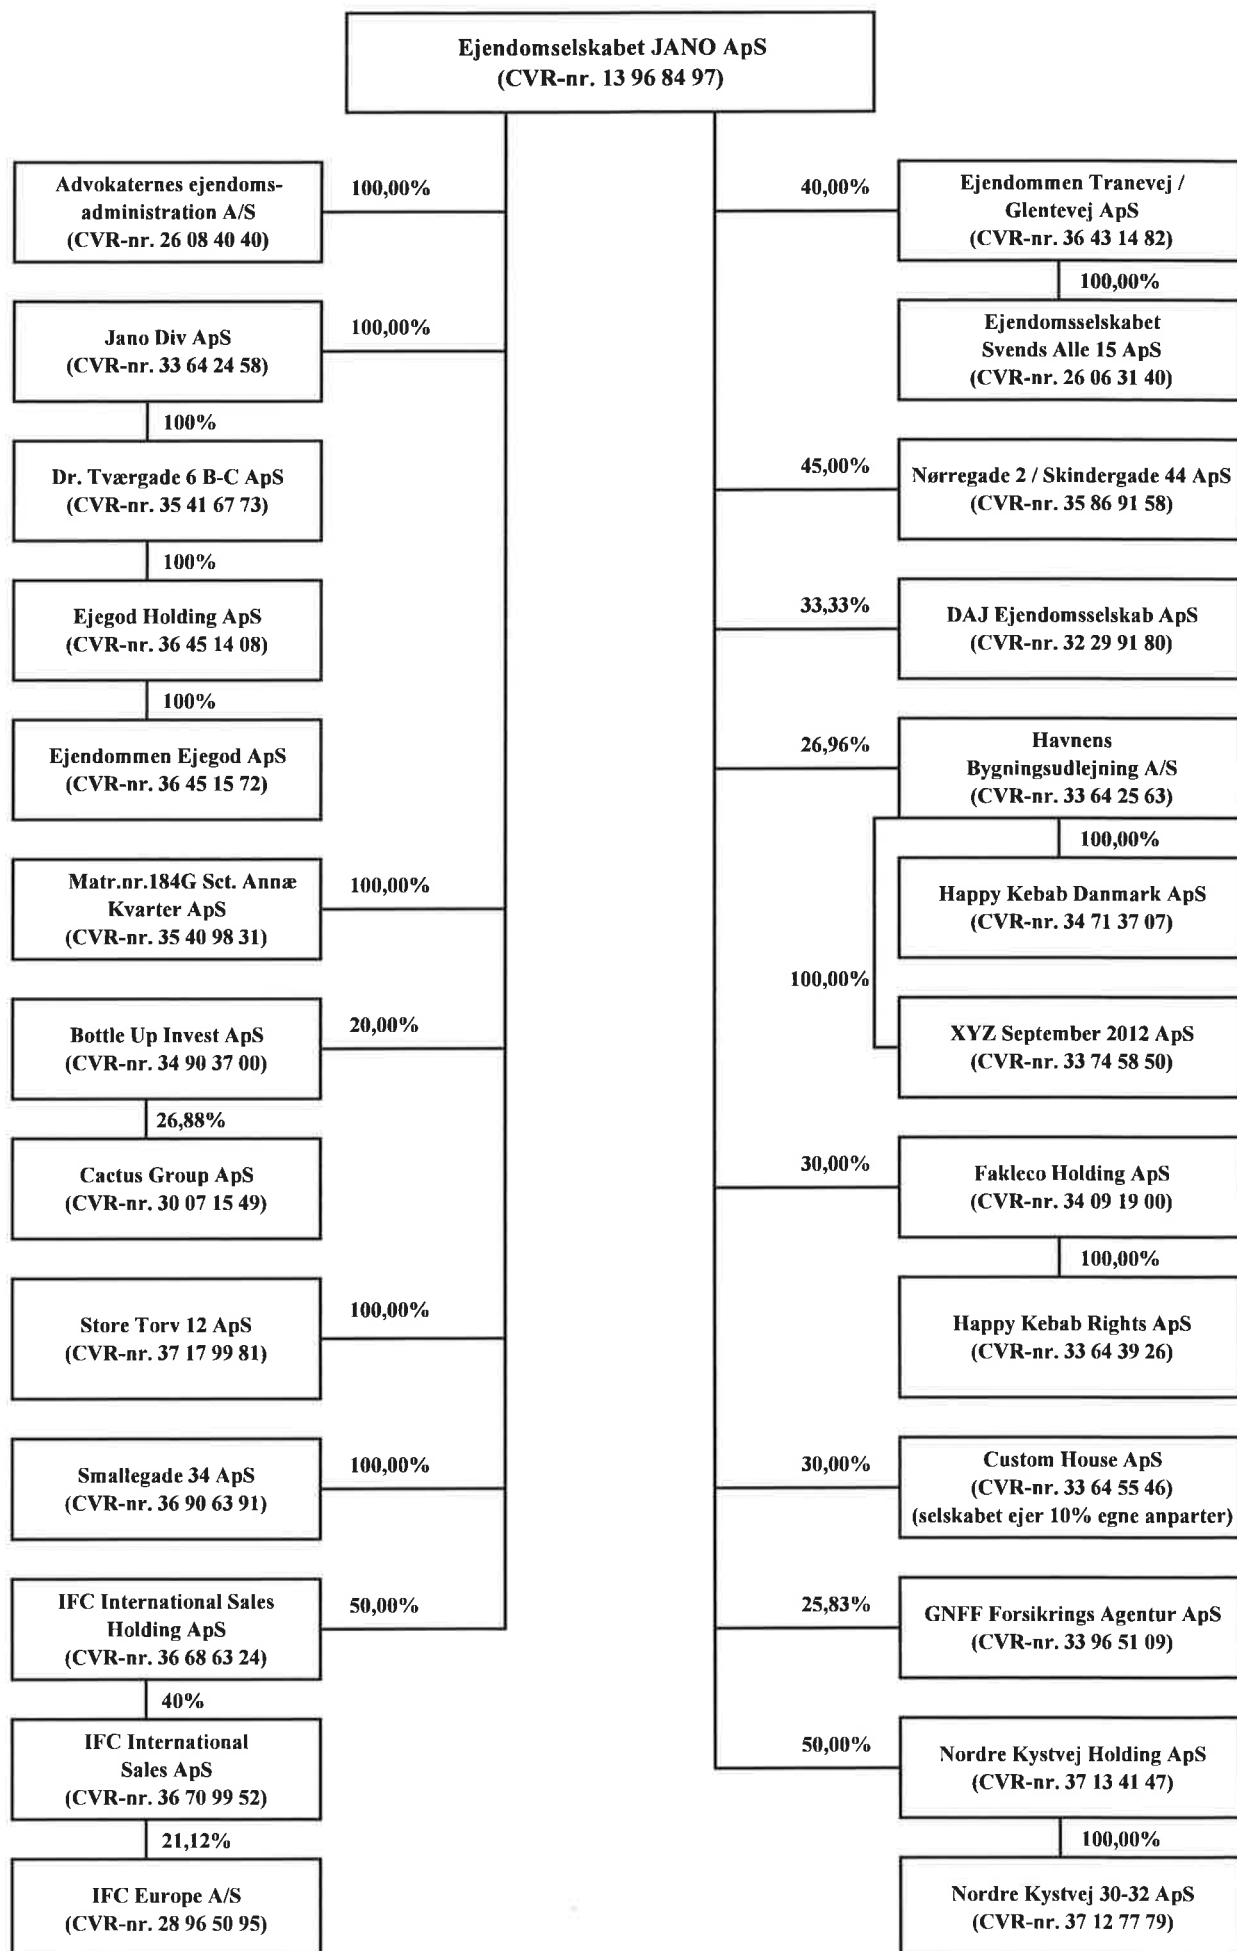 Ejendomselskabet JANO ApS
(CVR-nr. 13 96 84 97)
Advokaternes ejendoms-
administration A/S
(CVR-nr. 26 08 40 40)
100,00%
Jano Div ApS
(CVR-nr. 33 64 24 58)
100,00%
100%
Dr. Tværgade 6 B-C ApS
(CVR-nr. 35 41 67 73)
100%
Ejegod Holding ApS
(CVR-nr. 36 45 14 08)
100%
Ejendommen Ejegod ApS
(CVR-nr. 36 45 15 72)
Matr.nr.184G Sct. Annæ
Kvarter ApS
(CVR-nr. 35 40 98 31)
100,00%
Bottle Up Invest ApS
(CVR-nr. 34 90 37 00)
20,00%
26,88%
Cactus Group ApS
(CVR-nr. 30 07 15 49)
Store Torv 12 ApS
(CVR-nr. 37 17 99 81)
100,00%
Smallegade 34 ApS
(CVR-nr. 36 90 63 91)
100,00%
IFC International Sales
Holding ApS
(CVR-nr. 36 68 63 24)
50,00%
40%
IFC International
Sales ApS
(CVR-nr. 36 70 99 52)
21,12%
IFC Europe A/S
(CVR-nr. 28 96 50 95)
40,00%
Ejendommen Tranevej /
Glentevej ApS
(CVR-nr. 36 43 14 82)
100,00%
Ejendomsselskabet
Svends Alle 15 ApS
(CVR-nr. 26 06 31 40)
45,00%
Nørregade 2 / Skindergade 44 ApS
(CVR-nr. 35 86 91 58)
33,33%
DAJ Ejendomsselskab ApS
(CVR-nr. 32 29 91 80)
26,96%
Havnens
Bygningsudlejning A/S
(CVR-nr. 33 64 25 63)
100,00%
Happy Kebab Danmark ApS
(CVR-nr. 34 71 37 07)
100,00%
XYZ September 2012 ApS
(CVR-nr. 33 74 58 50)
30,00%
Fakleco Holding ApS
(CVR-nr. 34 09 19 00)
100,00%
Happy Kebab Rights ApS
(CVR-nr. 33 64 39 26)
30,00%
Custom House ApS
(CVR-nr. 33 64 55 46)
(selskabet ejer 10% egne anparter)
25,83%
GNFF Forsikrings Agentur ApS
(CVR-nr. 33 96 51 09)
50,00%
Nordre Kystvej Holding ApS
(CVR-nr. 37 13 41 47)
100,00%
Nordre Kystvej 30-32 ApS
(CVR-nr. 37 12 77 79)